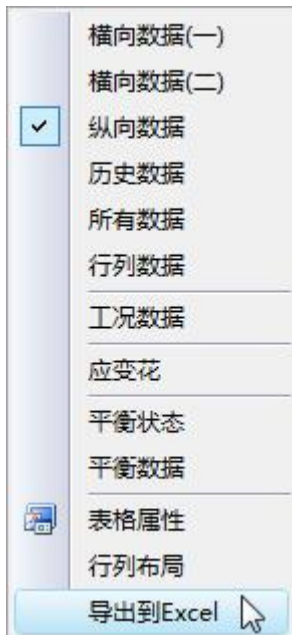 横向数据(一)
横向数据(二)
纵向数据
历史数据
所有数据
行列数据
工况数据
应变花
平衡状态
平衡数据
表格属性
行列布局
导出到Excel